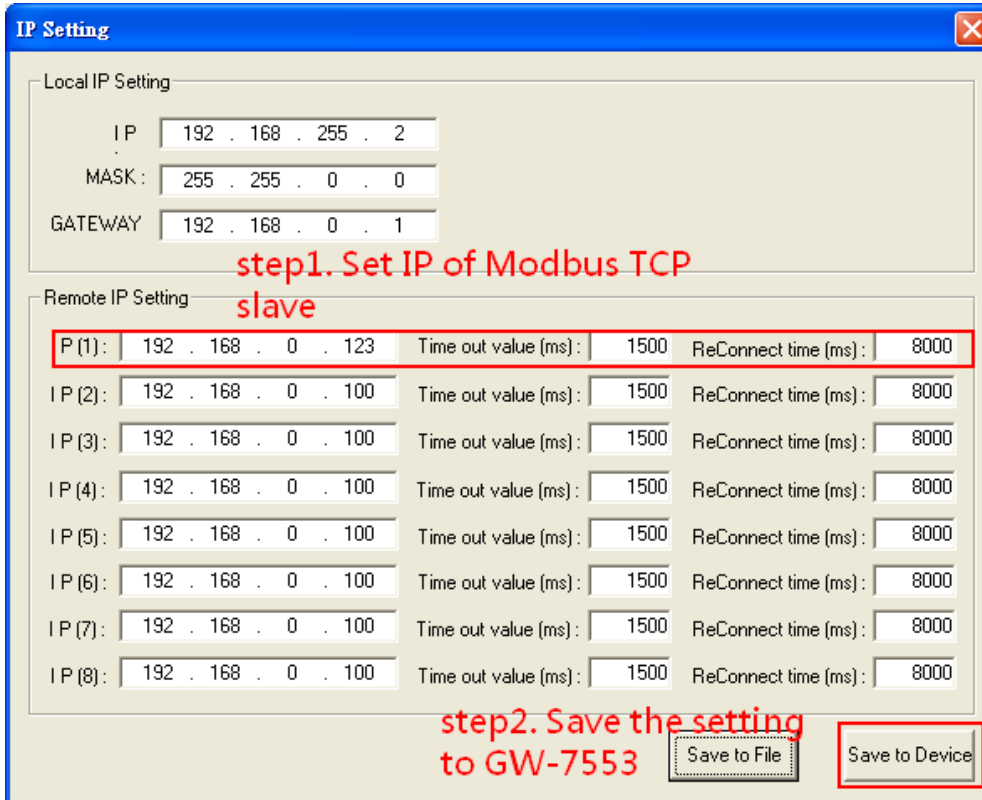 IP Setting
Local IP Setting
I P 192 . 168 . 255 . 2
MASK : 255 . 255 . 0 . 0
GATEWAY 192 . 168 . 0 . 1
step1. Set IP of Modbus TCP
slave
Remote IP Setting
P (1) : 192 . 168 . 0 . 123 Time out value (ms) : 1500 ReConnect time (ms) : 8000
I P (2) : 192 . 168 . 0 . 100 Time out value (ms) : 1500 ReConnect time (ms) : 8000
I P (3) : 192 . 168 . 0 . 100 Time out value (ms) : 1500 ReConnect time (ms) : 8000
I P (4) : 192 . 168 . 0 . 100 Time out value (ms) : 1500 ReConnect time (ms) : 8000
I P (5) : 192 . 168 . 0 . 100 Time out value (ms) : 1500 ReConnect time (ms) : 8000
I P (6) : 192 . 168 . 0 . 100 Time out value (ms) : 1500 ReConnect time (ms) : 8000
I P (7) : 192 . 168 . 0 . 100 Time out value (ms) : 1500 ReConnect time (ms) : 8000
I P (8) : 192 . 168 . 0 . 100 Time out value (ms) : 1500 ReConnect time (ms) : 8000
step2. Save the setting
to GW-7553
Save to File Save to Device